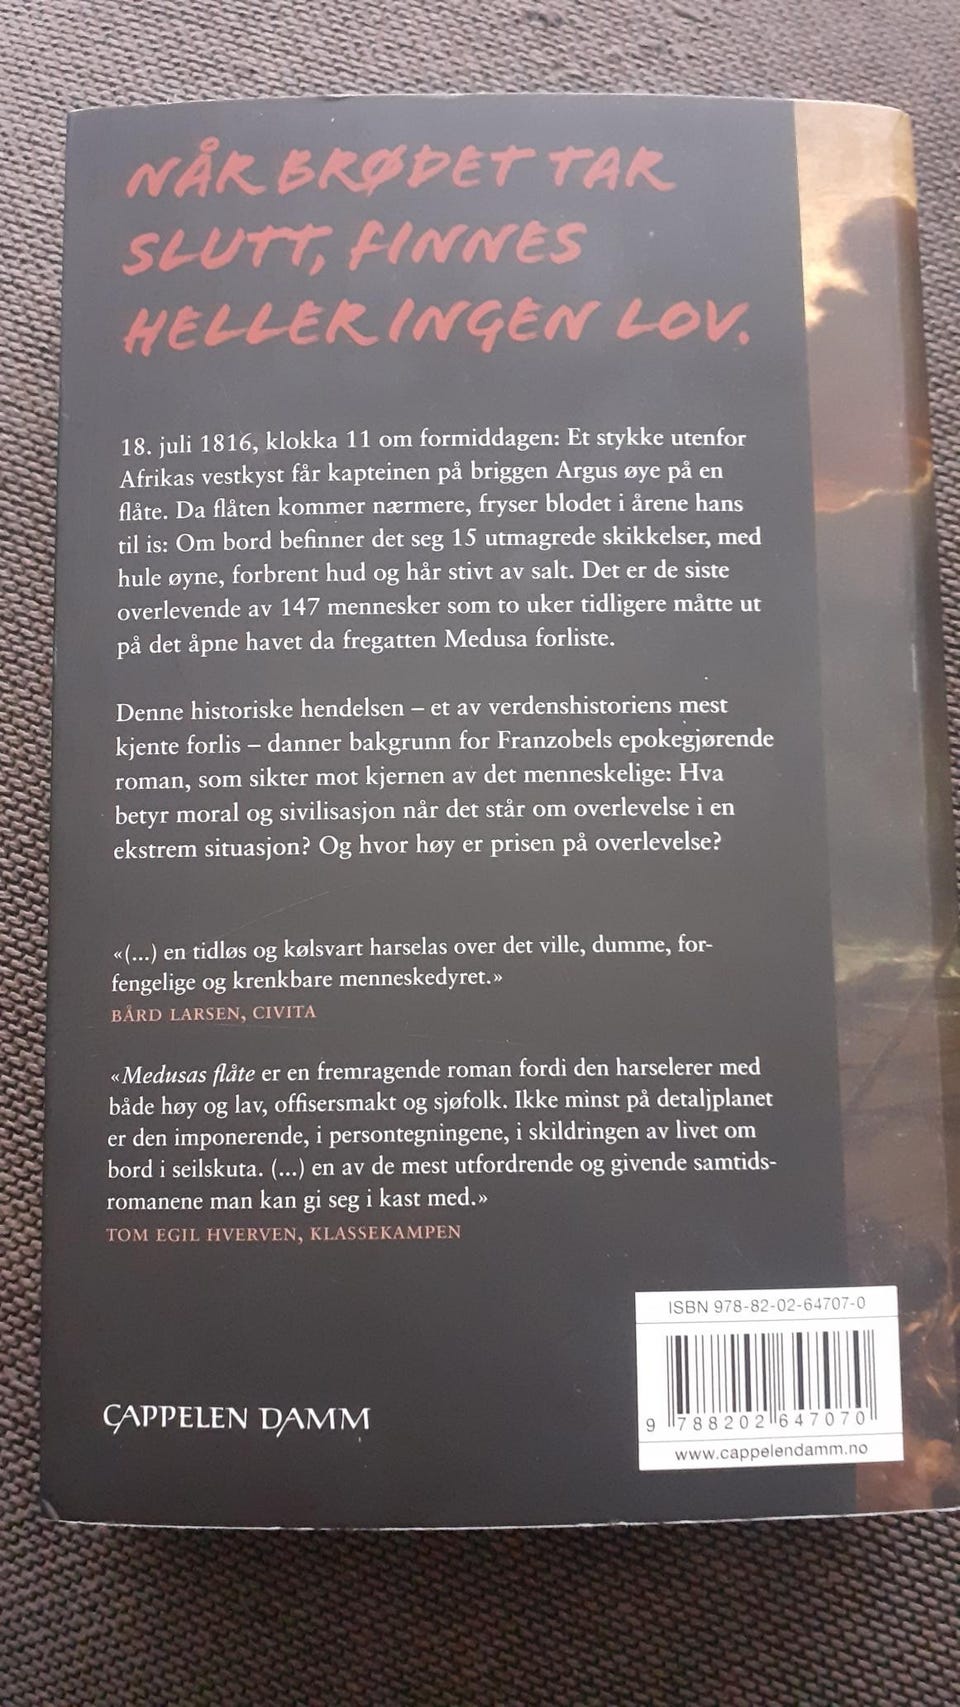 NÅR BRØDET TAR
SLUTT, FINNES
HELLER INGEN LOV.
18. juli 1816, klokka 11 om formiddagen: Et stykke utenfor
Afrikas vestkyst får kapteinen på briggen Argus øye på en
flåte. Da flåten kommer nærmere, fryser blodet i årene hans
til is: Om bord befinner det seg 15 utmagrede skikkelser, med
hule øyne, forbrent hud og hår stivt av salt. Det er de siste
overlevende av 147 mennesker som to uker tidligere måtte ut
på det åpne havet da fregatten Medusa forliste.
Denne historiske hendelsen – et av verdenshistoriens mest
kjente forlis – danner bakgrunn for Franzobels epokegjørende
roman, som sikter mot kjernen av det menneskelige: Hva
betyr moral og sivilisasjon når det står om overlevelse i en
ekstrem situasjon? Og hvor høy er prisen på overlevelse?
«(...) en tidløs og kølsvart harselas over det ville, dumme, for-
fengelige og krenkbare menneskedyret.»
BÅRD LARSEN, CIVITA
«Medusas flåte er en fremragende roman fordi den harselerer med
både høy og lav, offisersmakt og sjøfolk. Ikke minst på detaljplanet
er den imponerende, i persontegningene, i skildringen av livet om
bord i seilskuta. (...) en av de mest utfordrende og givende samtids-
romanene man kan gi seg i kast med.»
TOM EGIL HVERVEN, KLASSEKAMPEN
ISBN 978-82-02-64707-0
9 788202 647070
www.cappelendamm.no
CAPPELEN DAMM